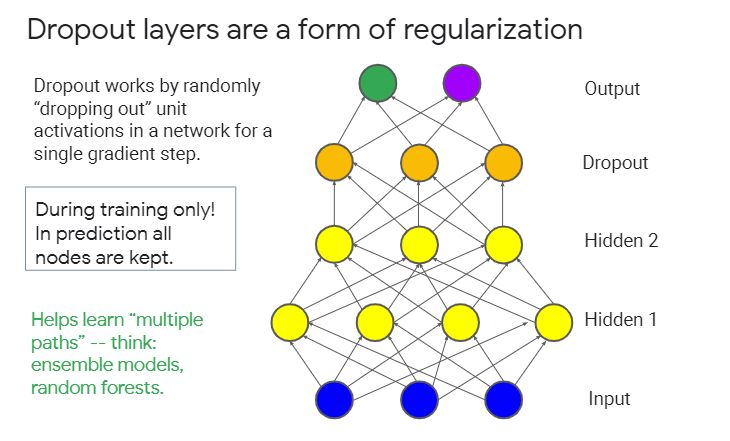 Dropout layers are a form of regularization
Dropout works by randomly
“dropping out” unit
activations in a network for a
single gradient step.
During training only!
In prediction all
nodes are kept.
Helps learn “multiple
paths” -- think:
ensemble models,
random forests.
Output
Dropout
Hidden 2
Hidden 1
Input